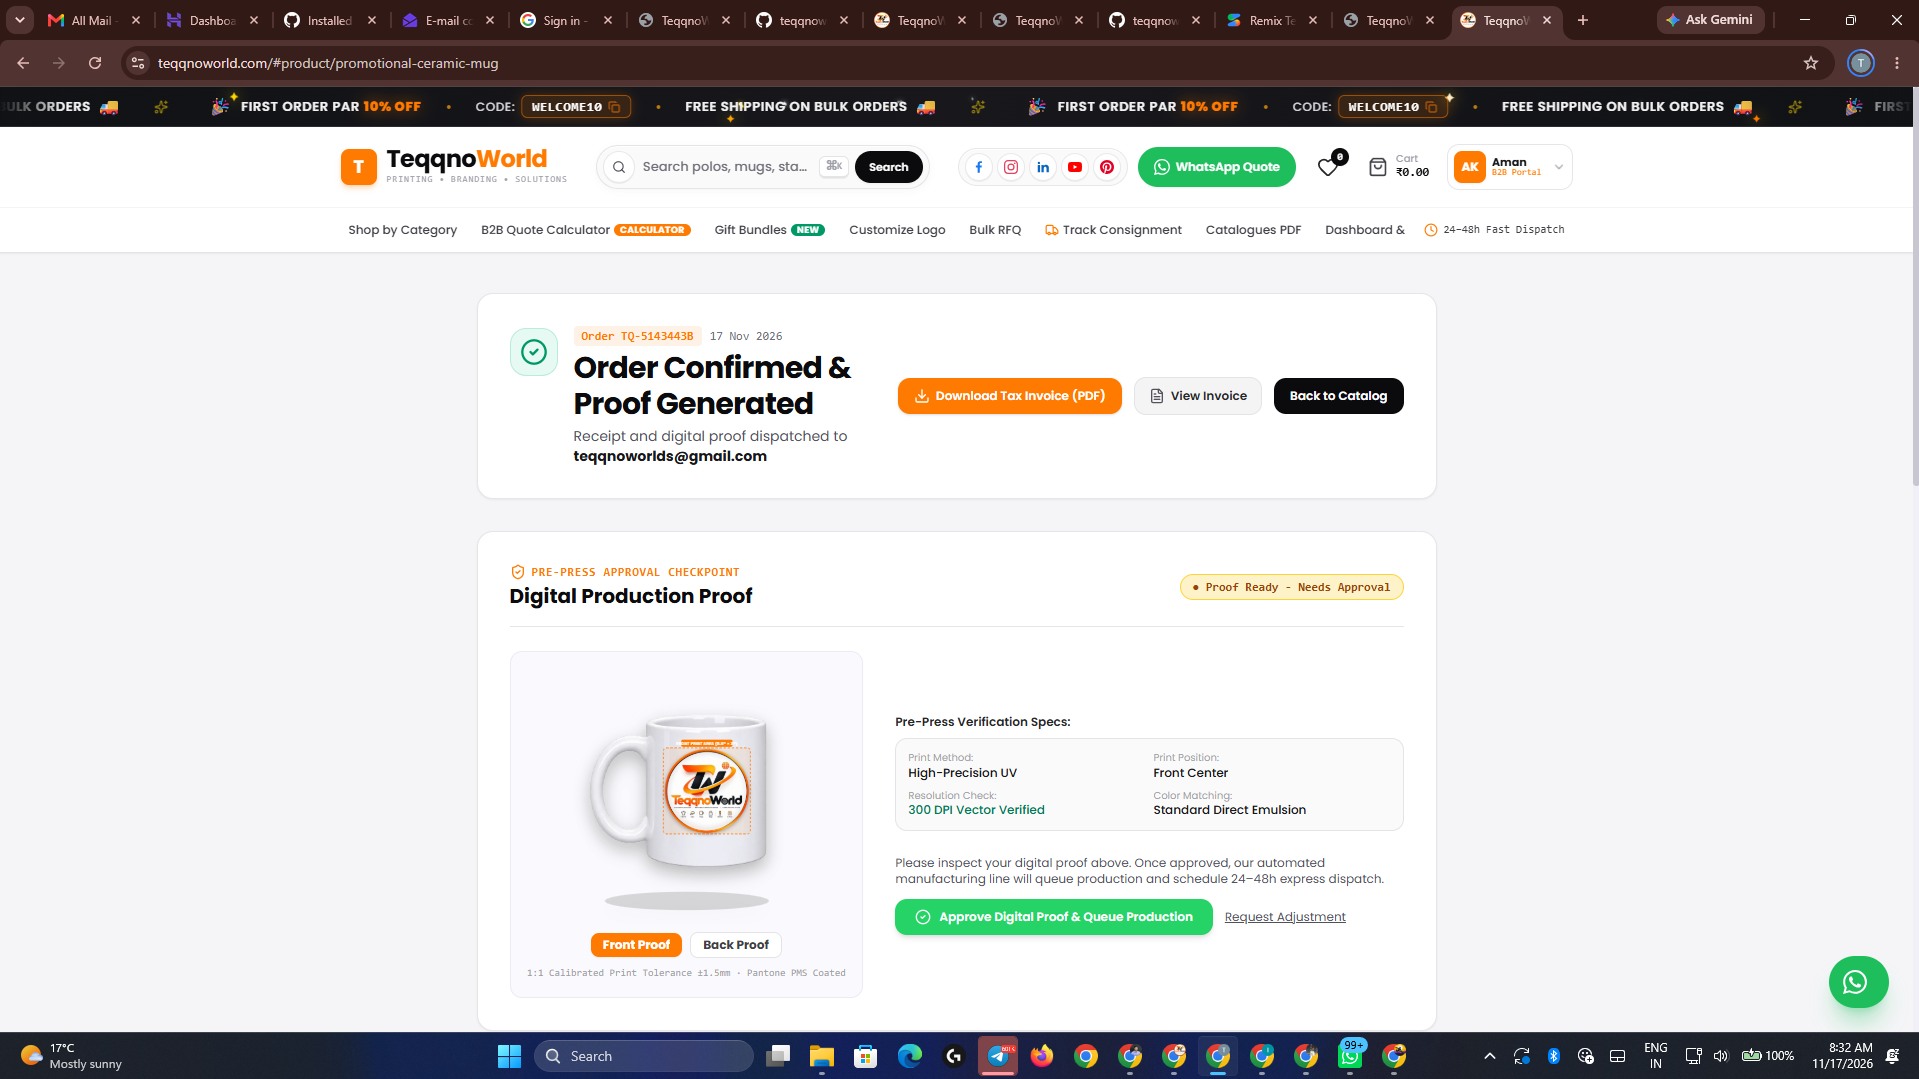 All Mail -
Dashboa
Installed
E-mail co
Sign in -
TeqqnoW
teqqnow
TeqqnoW
TeqqnoW
teqqnow
Remix Te
TeqqnoW
TeqqnoW
Ask Gemini
teqqnoworld.com/#product/promotional-ceramic-mug
T
ULK ORDERS
FIRST ORDER PAR 10% OFF • CODE: WELCOME10 • FREE SHIPPING ON BULK ORDERS
FIRST ORDER PAR 10% OFF • CODE: WELCOME10 • FREE SHIPPING ON BULK ORDERS
FIRST
T
TeqqnoWorld
PRINTING • BRANDING • SOLUTIONS
Search polos, mugs, sta...
⌘K
Search
WhatsApp Quote
0
Cart
₹0.00
AK
Aman
B2B Portal
Shop by Category
B2B Quote Calculator CALCULATOR
Gift Bundles NEW
Customize Logo
Bulk RFQ
Track Consignment
Catalogues PDF
Dashboard &
24–48h Fast Dispatch
Order TQ-5143443B 17 Nov 2026
Order Confirmed &
Proof Generated
Receipt and digital proof dispatched to
teqqnoworlds@gmail.com
Download Tax Invoice (PDF)
View Invoice
Back to Catalog
PRE-PRESS APPROVAL CHECKPOINT
Digital Production Proof
• Proof Ready - Needs Approval
TeqqnoWorld
Front Proof
Back Proof
1:1 Calibrated Print Tolerance ±1.5mm · Pantone PMS Coated
Pre-Press Verification Specs:
Print Method:
High-Precision UV
Print Position:
Front Center
Resolution Check:
300 DPI Vector Verified
Color Matching:
Standard Direct Emulsion
Please inspect your digital proof above. Once approved, our automated
manufacturing line will queue production and schedule 24–48h express dispatch.
Approve Digital Proof & Queue Production
Request Adjustment
17°C
Mostly sunny
Search
99+
ENG
IN
100%
8:32 AM
11/17/2026